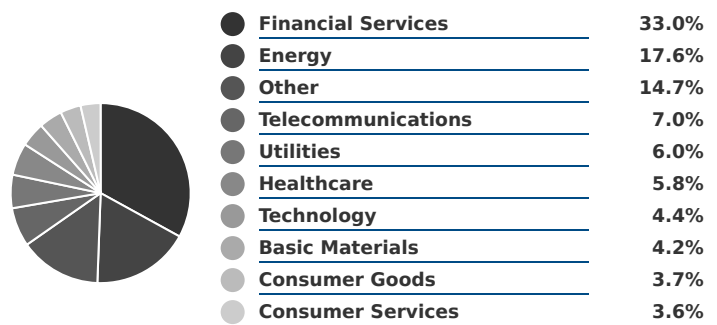 Financial Services 33.0%
Energy 17.6%
Other 14.7%
Telecommunications 7.0%
Utilities 6.0%
Healthcare 5.8%
Technology 4.4%
Basic Materials 4.2%
Consumer Goods 3.7%
Consumer Services 3.6%